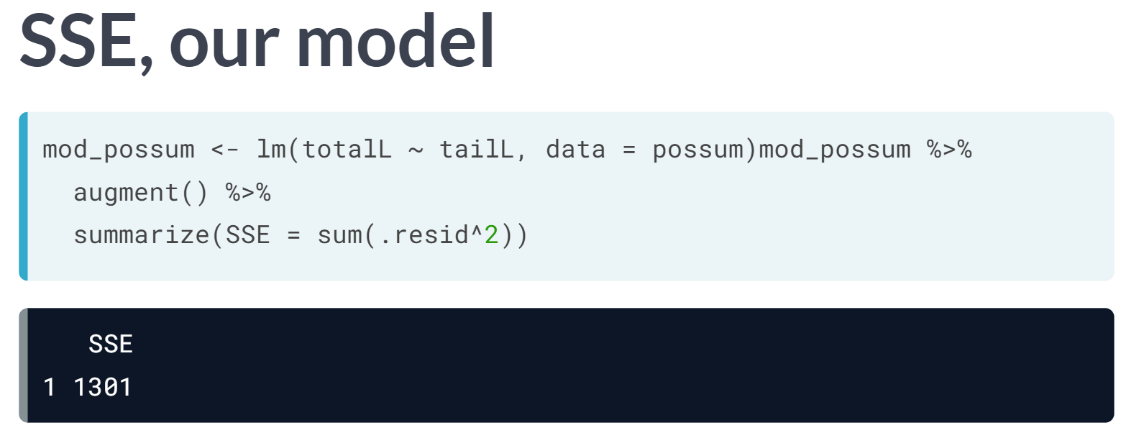 SSE, our model
mod_possum <- lm(totalL ~ tailL, data = possum)mod_possum %>%
  augment() %>%
  summarize(SSE = sum(.resid^2))
   SSE
1 1301